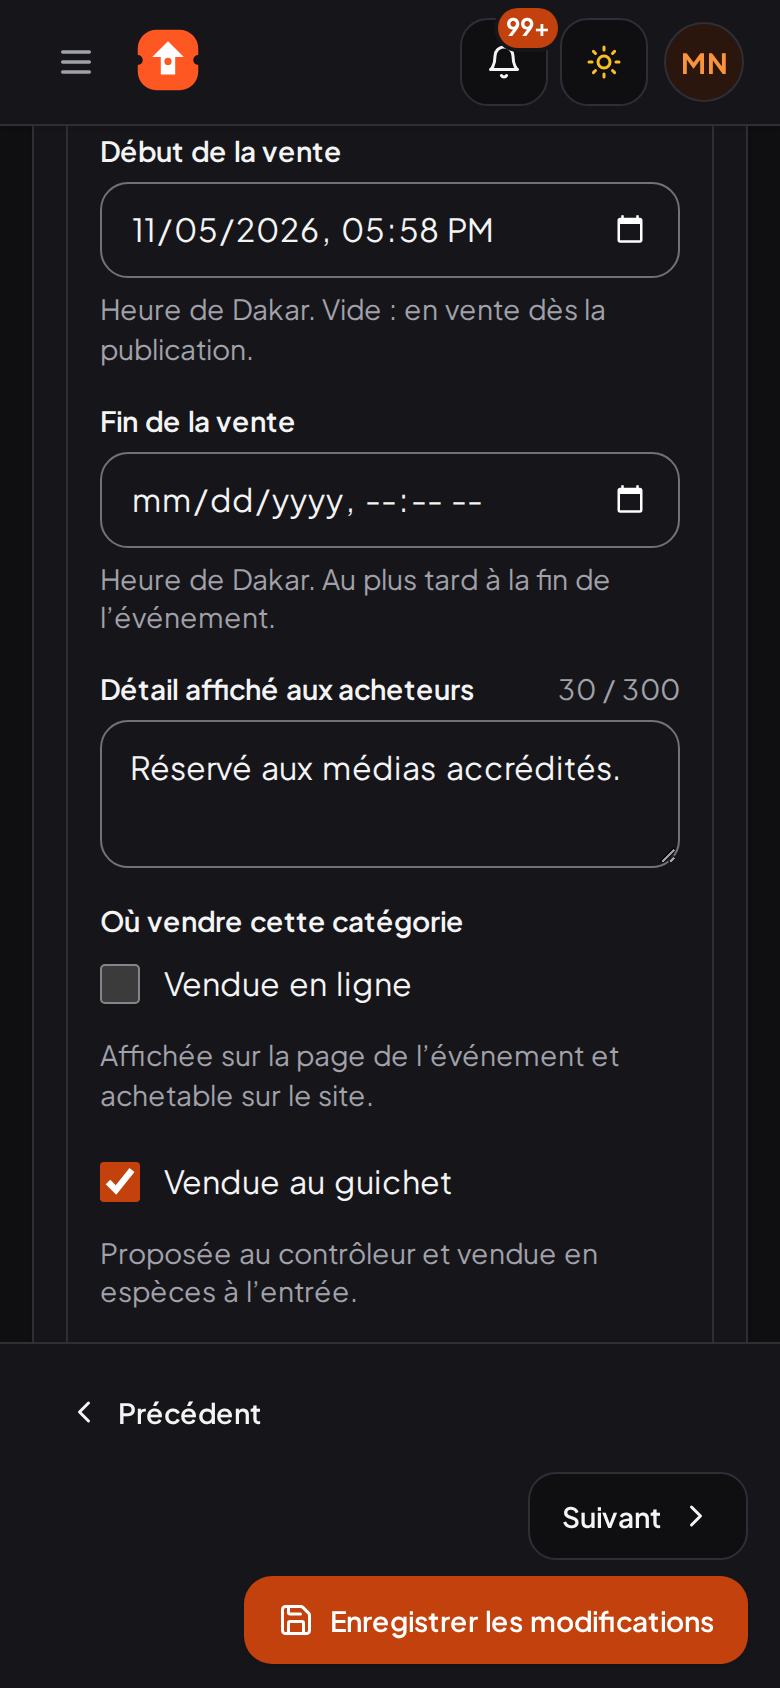 99+
MN
Début de la vente
11/05/2026, 05:58 PM
Heure de Dakar. Vide : en vente dès la
publication.
Fin de la vente
mm/dd/yyyy, --:-- --
Heure de Dakar. Au plus tard à la fin de
l’événement.
Détail affiché aux acheteurs 30 / 300
Réservé aux médias accrédités.
Où vendre cette catégorie
Vendue en ligne
Affichée sur la page de l’événement et
achetable sur le site.
Vendue au guichet
Proposée au contrôleur et vendue en
espèces à l’entrée.
Précédent
Suivant
Enregistrer les modifications